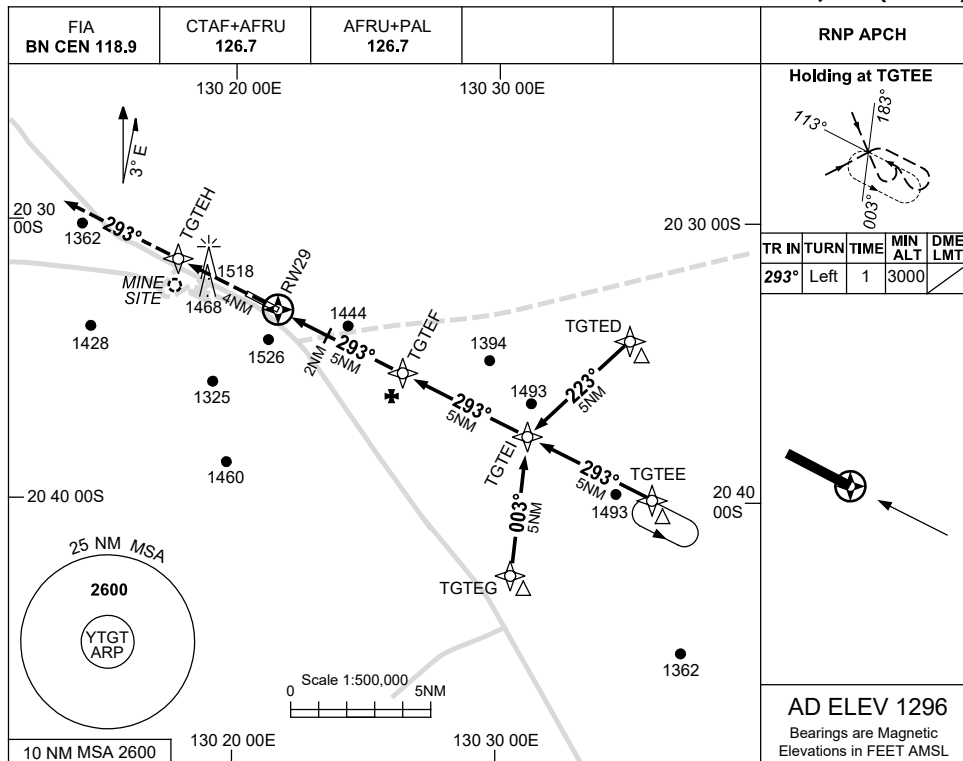 FIA
BN CEN 118.9
CTAF+AFRU
126.7
AFRU+PAL
126.7
RNP APCH
130 20 00E
130 30 00E
Holding at TGTEE
113°
183°
003°
3° E
TR IN TURN TIME MIN ALT DME LMT
293° Left 1 3000
20 30
00S
20 30 00S
1362
293°
TGTEH
MINE
SITE
1518
1468
4NM
RW29
1428
1526
1325
1460
1444
2NM
293°
5NM
TGTEF
1394
TGTED
223°
5NM
1493
293°
5NM
TGTEI
293°
5NM
TGTEE
1493
20 40 00S
20 40
00S
003°
5NM
TGTEG
1362
25 NM MSA
2600
YTGT
ARP
Scale 1:500,000
0 5NM
10 NM MSA 2600
130 20 00E
130 30 00E
AD ELEV 1296
Bearings are Magnetic
Elevations in FEET AMSL